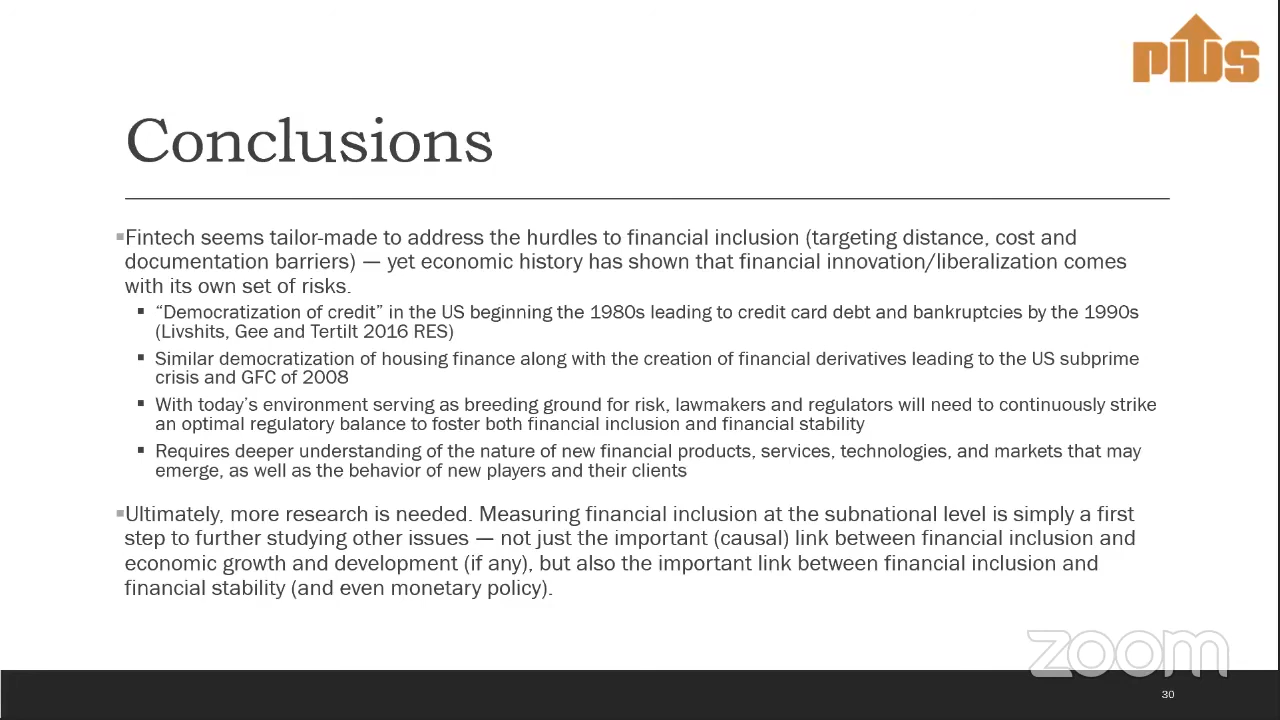 PIDS
Conclusions
▪Fintech seems tailor-made to address the hurdles to financial inclusion (targeting distance, cost and
documentation barriers) — yet economic history has shown that financial innovation/liberalization comes
with its own set of risks.
▪ “Democratization of credit” in the US beginning the 1980s leading to credit card debt and bankruptcies by the 1990s
(Livshits, Gee and Tertilt 2016 RES)
▪ Similar democratization of housing finance along with the creation of financial derivatives leading to the US subprime
crisis and GFC of 2008
▪ With today’s environment serving as breeding ground for risk, lawmakers and regulators will need to continuously strike
an optimal regulatory balance to foster both financial inclusion and financial stability
▪ Requires deeper understanding of the nature of new financial products, services, technologies, and markets that may
emerge, as well as the behavior of new players and their clients
▪Ultimately, more research is needed. Measuring financial inclusion at the subnational level is simply a first
step to further studying other issues — not just the important (causal) link between financial inclusion and
economic growth and development (if any), but also the important link between financial inclusion and
financial stability (and even monetary policy).
zoom
30